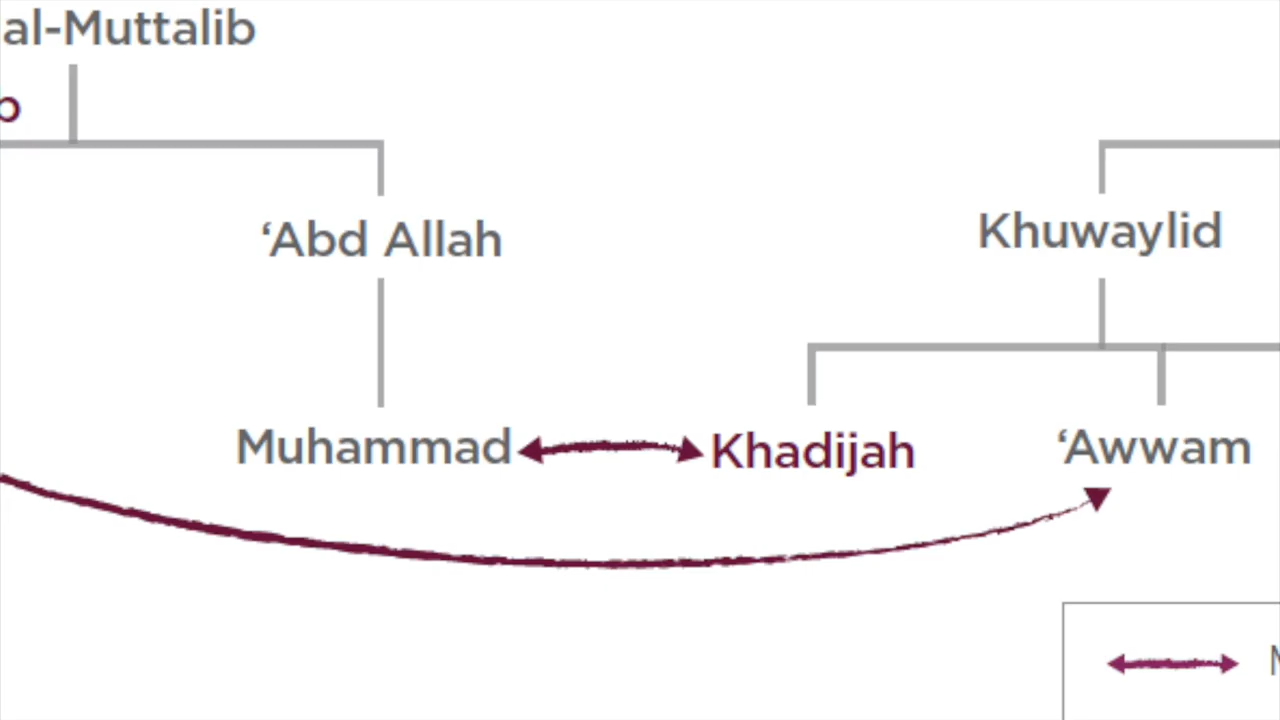 al-Muttalib
‘Abd Allah
Khuwaylid
Muhammad
Khadijah
‘Awwam